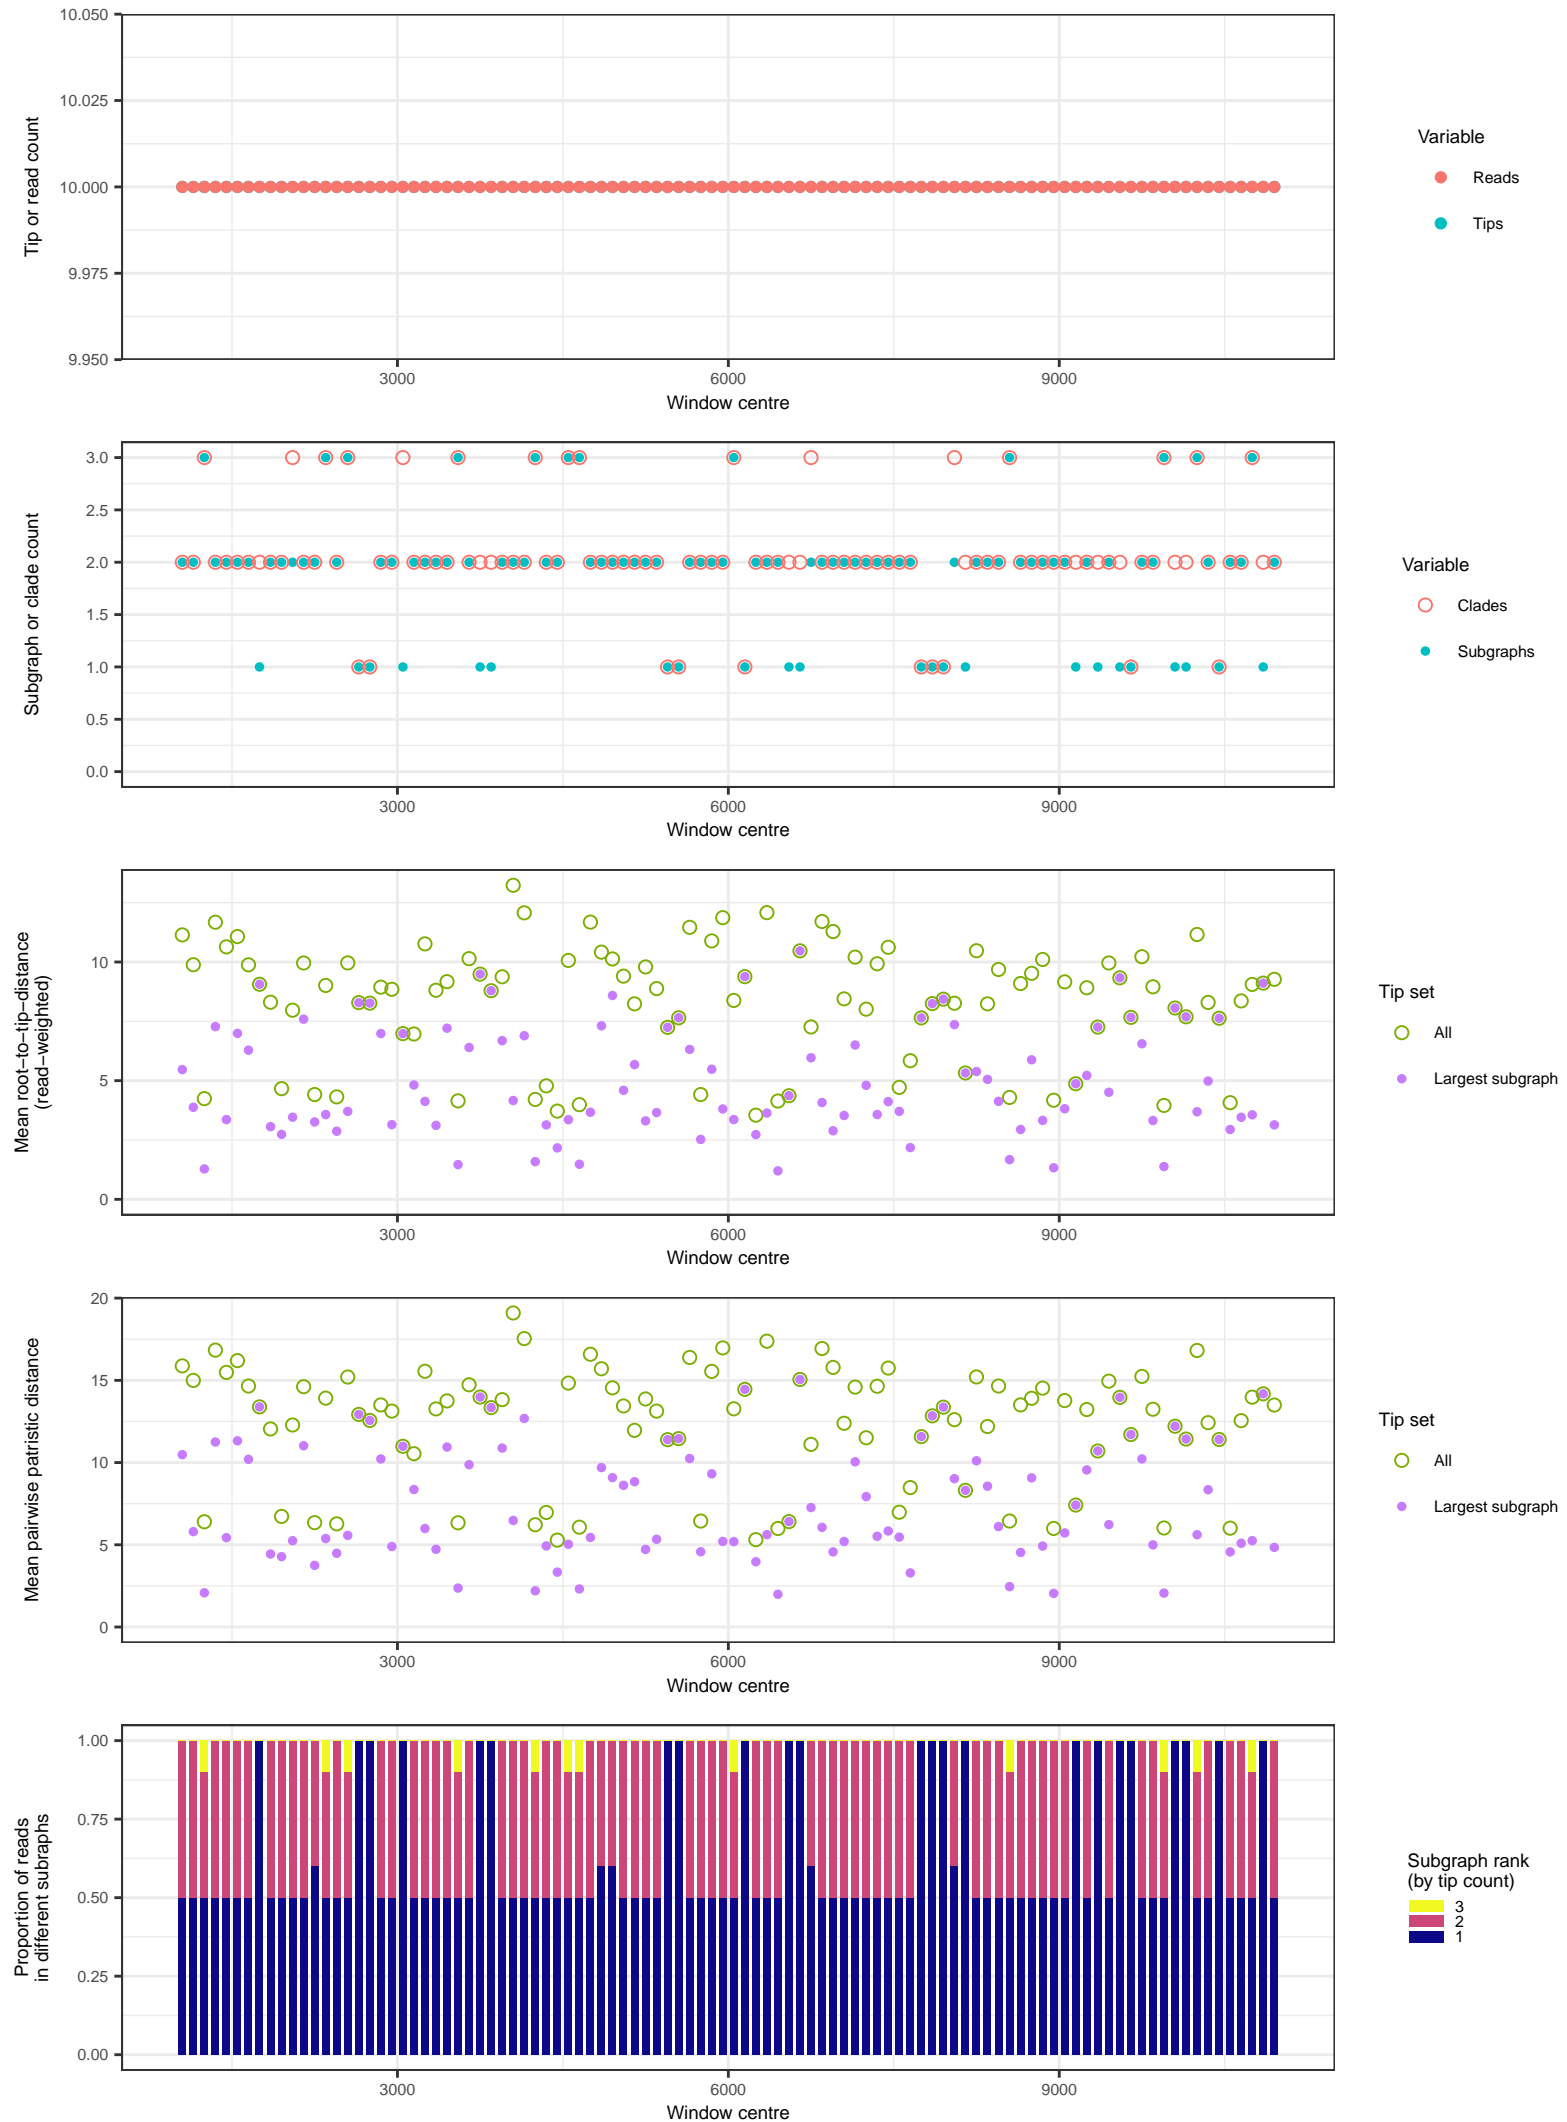 10.050
10.025
10.000
9.975
9.950
Tip or read count
3000 6000 9000
Window centre
Variable
Reads
Tips
3.0
2.5
2.0
1.5
1.0
0.5
0.0
Subgraph or clade count
3000 6000 9000
Window centre
Variable
Clades
Subgraphs
10
5
0
Mean root−to−tip−distance
(read−weighted)
3000 6000 9000
Window centre
Tip set
All
Largest subgraph
20
15
10
5
0
Mean pairwise patristic distance
3000 6000 9000
Window centre
Tip set
All
Largest subgraph
1.00
0.75
0.50
0.25
0.00
Proportion of reads
in different subraphs
3000 6000 9000
Window centre
Subgraph rank
(by tip count)
3
2
1